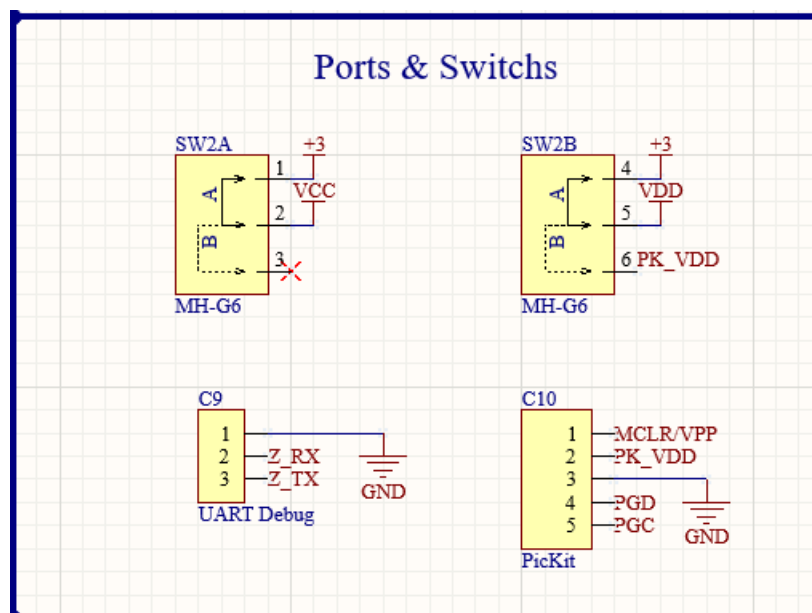 Ports & Switchs
SW2A
+3
1
A
VCC
2
B
3
MH-G6
SW2B
+3
4
A
VDD
5
B
6 PK_VDD
MH-G6
C9
1
2 Z_RX
3 Z_TX
GND
UART Debug
C10
1 MCLR/VPP
2 PK_VDD
3
4 PGD
5 PGC
GND
PicKit